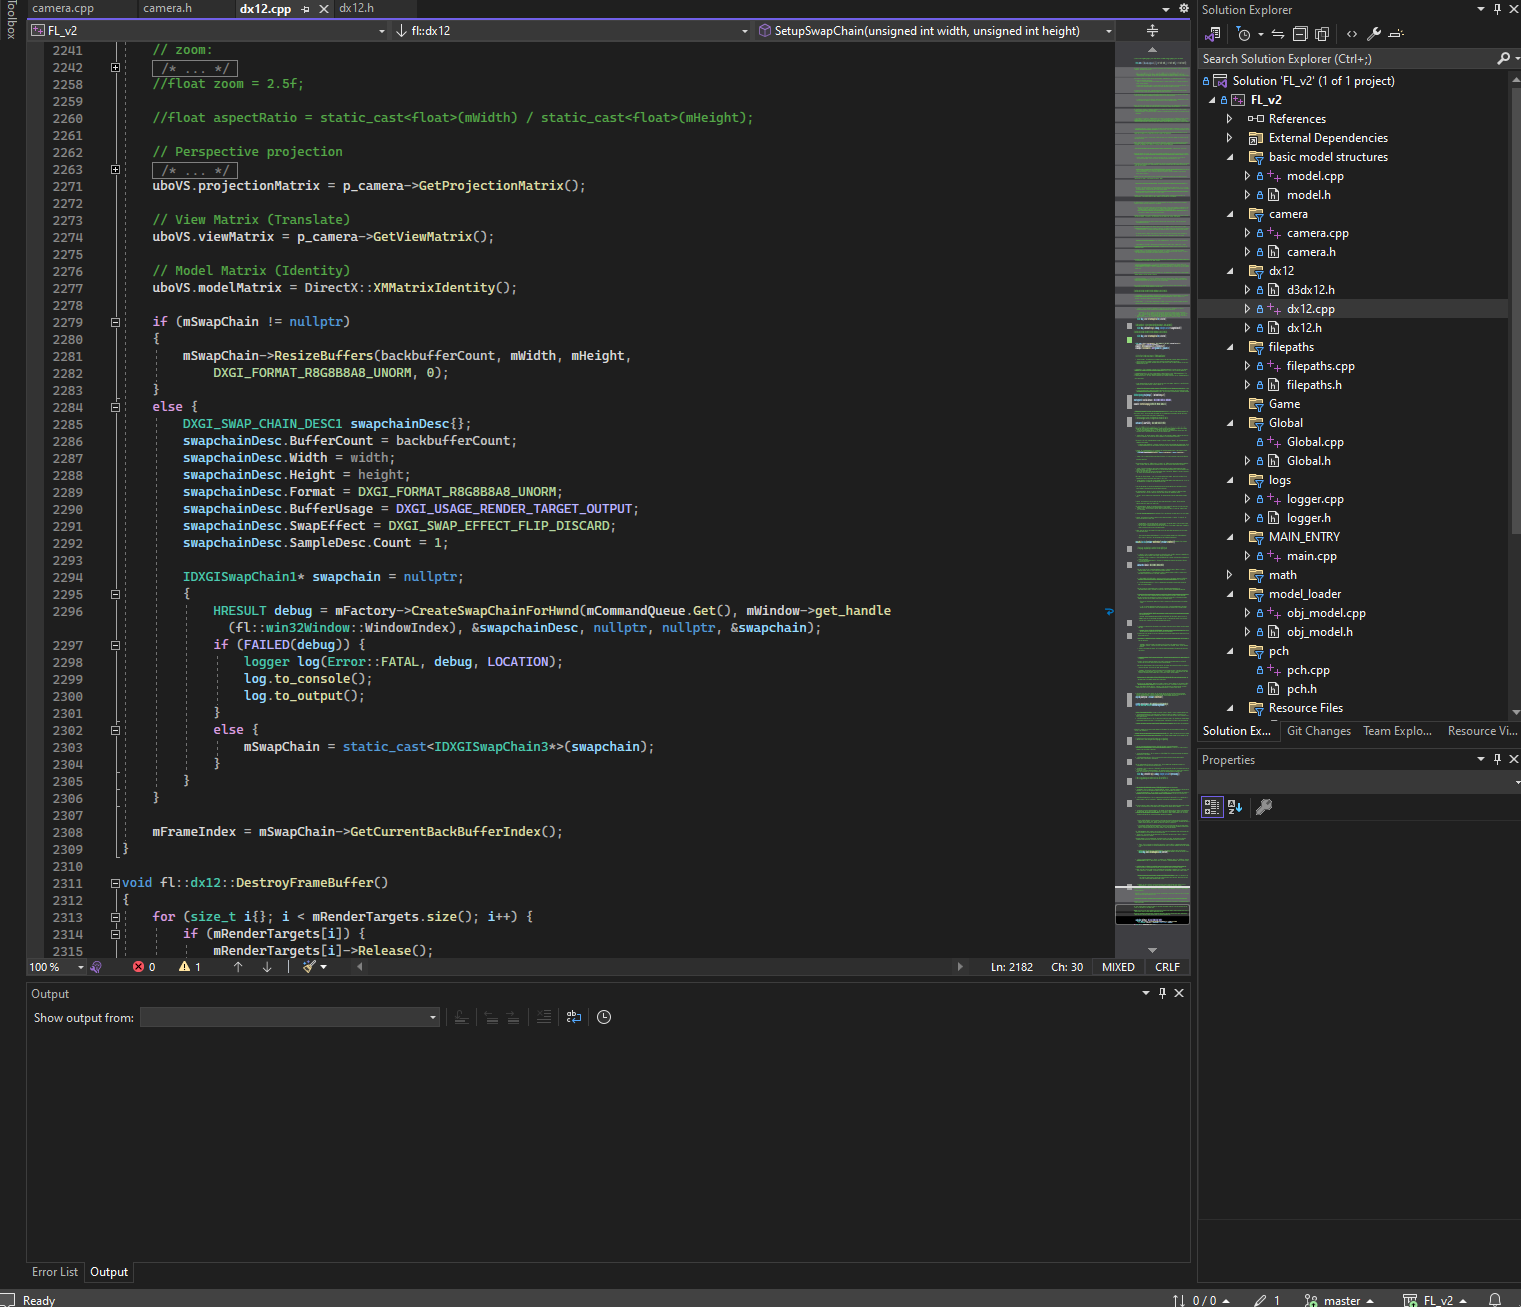 Toolbox
camera.cpp
camera.h
dx12.cpp
dx12.h
FL_v2
fl::dx12
SetupSwapChain(unsigned int width, unsigned int height)
2241 // zoom:
2242 /* ... */
2258 //float zoom = 2.5f;
2259
2260 //float aspectRatio = static_cast<float>(mWidth) / static_cast<float>(mHeight);
2261
2262 // Perspective projection
2263 /* ... */
2271 uboVS.projectionMatrix = p_camera->GetProjectionMatrix();
2272
2273 // View Matrix (Translate)
2274 uboVS.viewMatrix = p_camera->GetViewMatrix();
2275
2276 // Model Matrix (Identity)
2277 uboVS.modelMatrix = DirectX::XMMatrixIdentity();
2278
2279 if (mSwapChain != nullptr)
2280 {
2281 mSwapChain->ResizeBuffers(backbufferCount, mWidth, mHeight,
2282 DXGI_FORMAT_R8G8B8A8_UNORM, 0);
2283 }
2284 else {
2285 DXGI_SWAP_CHAIN_DESC1 swapchainDesc{};
2286 swapchainDesc.BufferCount = backbufferCount;
2287 swapchainDesc.Width = width;
2288 swapchainDesc.Height = height;
2289 swapchainDesc.Format = DXGI_FORMAT_R8G8B8A8_UNORM;
2290 swapchainDesc.BufferUsage = DXGI_USAGE_RENDER_TARGET_OUTPUT;
2291 swapchainDesc.SwapEffect = DXGI_SWAP_EFFECT_FLIP_DISCARD;
2292 swapchainDesc.SampleDesc.Count = 1;
2293
2294 IDXGISwapChain1* swapchain = nullptr;
2295 {
2296 HRESULT debug = mFactory->CreateSwapChainForHwnd(mCommandQueue.Get(), mWindow->get_handle
(fl::win32Window::WindowIndex), &swapchainDesc, nullptr, nullptr, &swapchain);
2297 if (FAILED(debug)) {
2298 logger log(Error::FATAL, debug, LOCATION);
2299 log.to_console();
2300 log.to_output();
2301 }
2302 else {
2303 mSwapChain = static_cast<IDXGISwapChain3*>(swapchain);
2304 }
2305 }
2306 }
2307
2308 mFrameIndex = mSwapChain->GetCurrentBackBufferIndex();
2309 }
2310
2311 void fl::dx12::DestroyFrameBuffer()
2312 {
2313 for (size_t i{}; i < mRenderTargets.size(); i++) {
2314 if (mRenderTargets[i]) {
2315 mRenderTargets[i]->Release();
100 %
0
1
Ln: 2182
Ch: 30
MIXED
CRLF
Output
Show output from:
Error List
Output
Ready
Solution Explorer
Search Solution Explorer (Ctrl+;)
Solution 'FL_v2' (1 of 1 project)
FL_v2
References
External Dependencies
basic model structures
model.cpp
model.h
camera
camera.cpp
camera.h
dx12
d3dx12.h
dx12.cpp
dx12.h
filepaths
filepaths.cpp
filepaths.h
Game
Global
Global.cpp
Global.h
logs
logger.cpp
logger.h
MAIN_ENTRY
main.cpp
math
model_loader
obj_model.cpp
obj_model.h
pch
pch.cpp
pch.h
Resource Files
Solution Ex...
Git Changes
Team Explo...
Resource Vi...
Properties
0 / 0
1
master
FL_v2